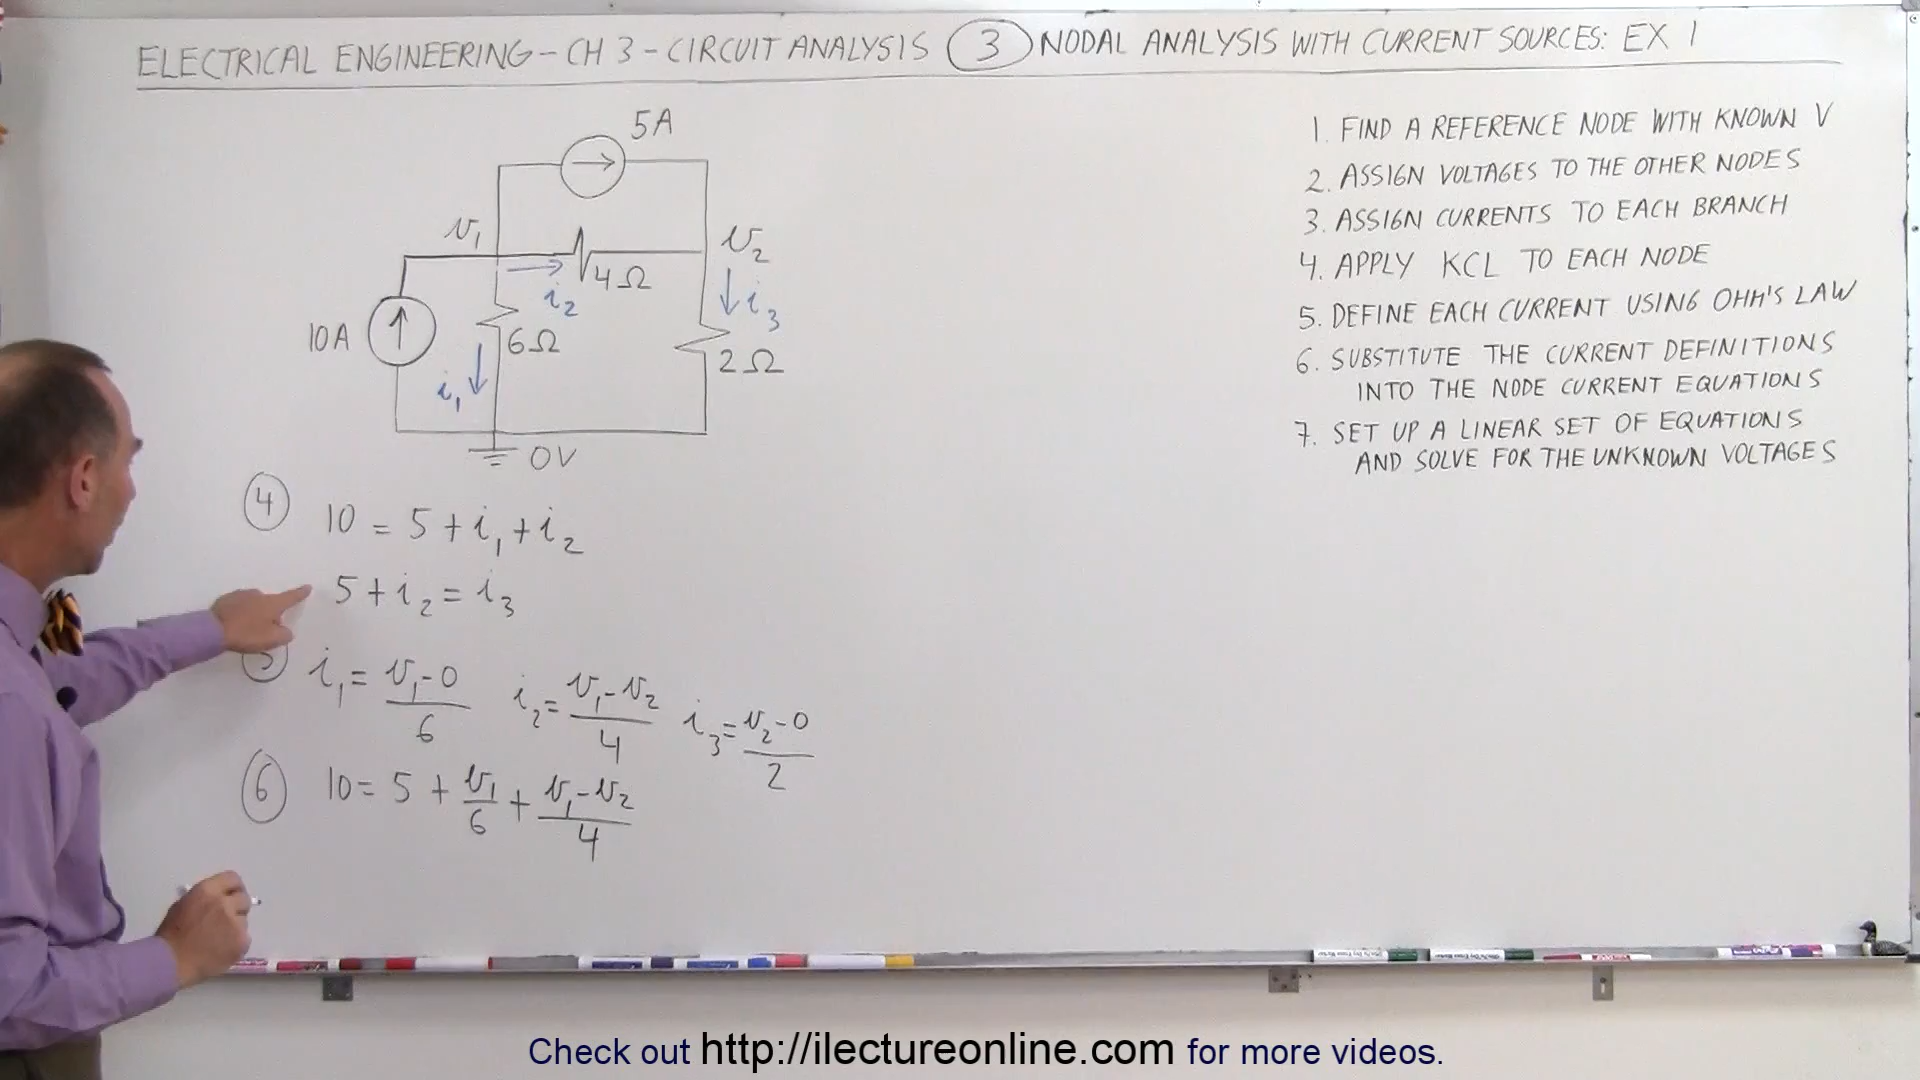 ELECTRICAL ENGINEERING - CH 3 - CIRCUIT ANALYSIS 3 NODAL ANALYSIS WITH CURRENT SOURCES: EX 1
5A
v₁
v₂
4Ω
i₂
i₃
10A
6Ω
2Ω
i₁
0V
1. FIND A REFERENCE NODE WITH KNOWN V
2. ASSIGN VOLTAGES TO THE OTHER NODES
3. ASSIGN CURRENTS TO EACH BRANCH
4. APPLY KCL TO EACH NODE
5. DEFINE EACH CURRENT USING OHH'S LAW
6. SUBSTITUTE THE CURRENT DEFINITIONS
INTO THE NODE CURRENT EQUATIONS
7. SET UP A LINEAR SET OF EQUATIONS
AND SOLVE FOR THE UNKNOWN VOLTAGES
4 10 = 5 + i₁ + i₂
5 + i₂ = i₃
i₁ = (v₁ - 0)/6 i₂ = (v₁ - v₂)/4 i₃ = (v₂ - 0)/2
6 10 = 5 + v₁/6 + (v₁ - v₂)/4
Check out http://ilectureonline.com for more videos.